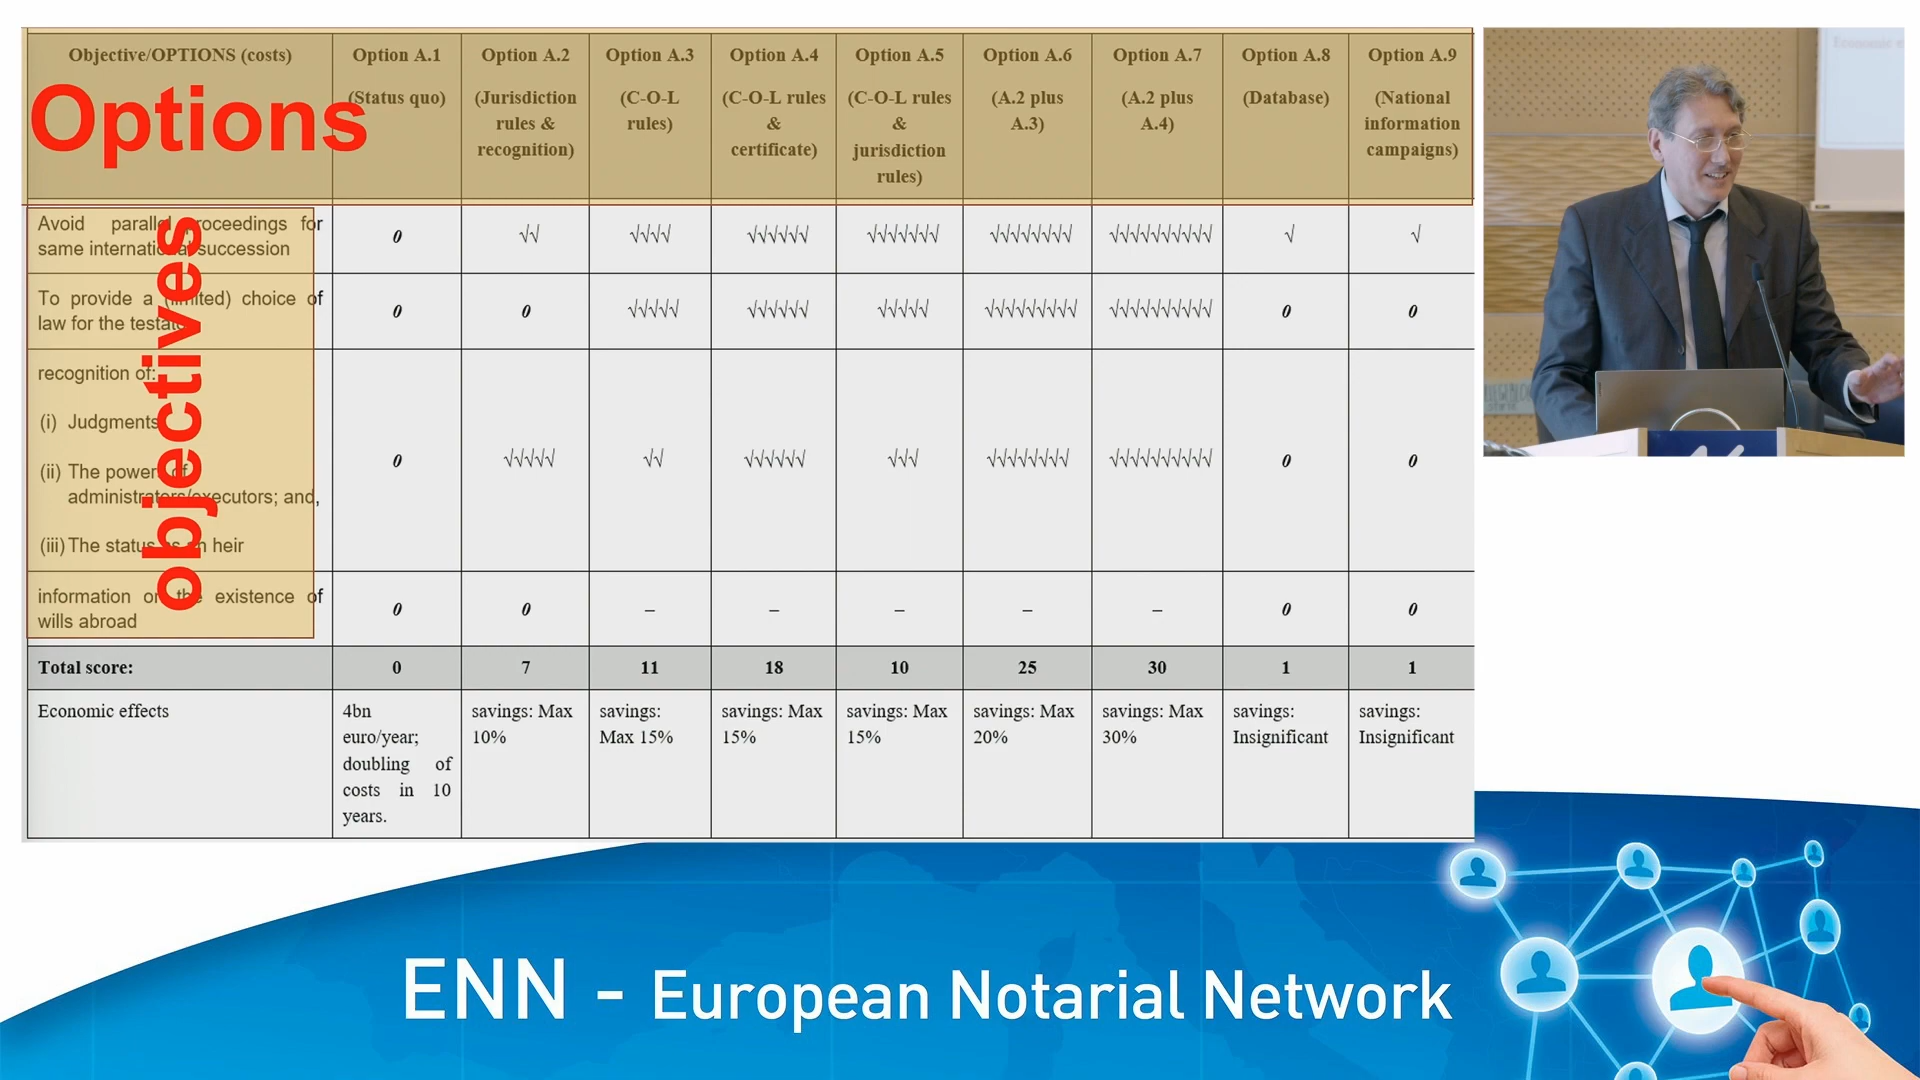 Objective/OPTIONS (costs) Option A.1 Option A.2 Option A.3 Option A.4 Option A.5 Option A.6 Option A.7 Option A.8 Option A.9
(Status quo) (Jurisdiction (C-O-L (C-O-L rules (C-O-L rules (A.2 plus (A.2 plus (Database) (National
rules & rules) & & A.3) A.4) information
recognition) certificate) jurisdiction campaigns)
rules)
Options
objectives
Avoid parallel proceedings for 0 √√ √√√√ √√√√√√ √√√√√√√ √√√√√√√√ √√√√√√√√√√ √ √
same international succession
To provide a (limited) choice of 0 0 √√√√√ √√√√√√ √√√√√ √√√√√√√√√ √√√√√√√√√√ 0 0
law for the testator
recognition of:
(i) Judgments
(ii) The power of 0 √√√√√ √√ √√√√√√ √√√ √√√√√√√√ √√√√√√√√√√ 0 0
administrators/executors; and,
(iii) The status as an heir
information on the existence of 0 0 – – – – – 0 0
wills abroad
Total score: 0 7 11 18 10 25 30 1 1
Economic effects 4bn savings: Max savings: savings: Max savings: Max savings: Max savings: Max savings: savings:
euro/year; 10% Max 15% 15% 15% 20% 30% Insignificant Insignificant
doubling of
costs in 10
years.
ENN - European Notarial Network